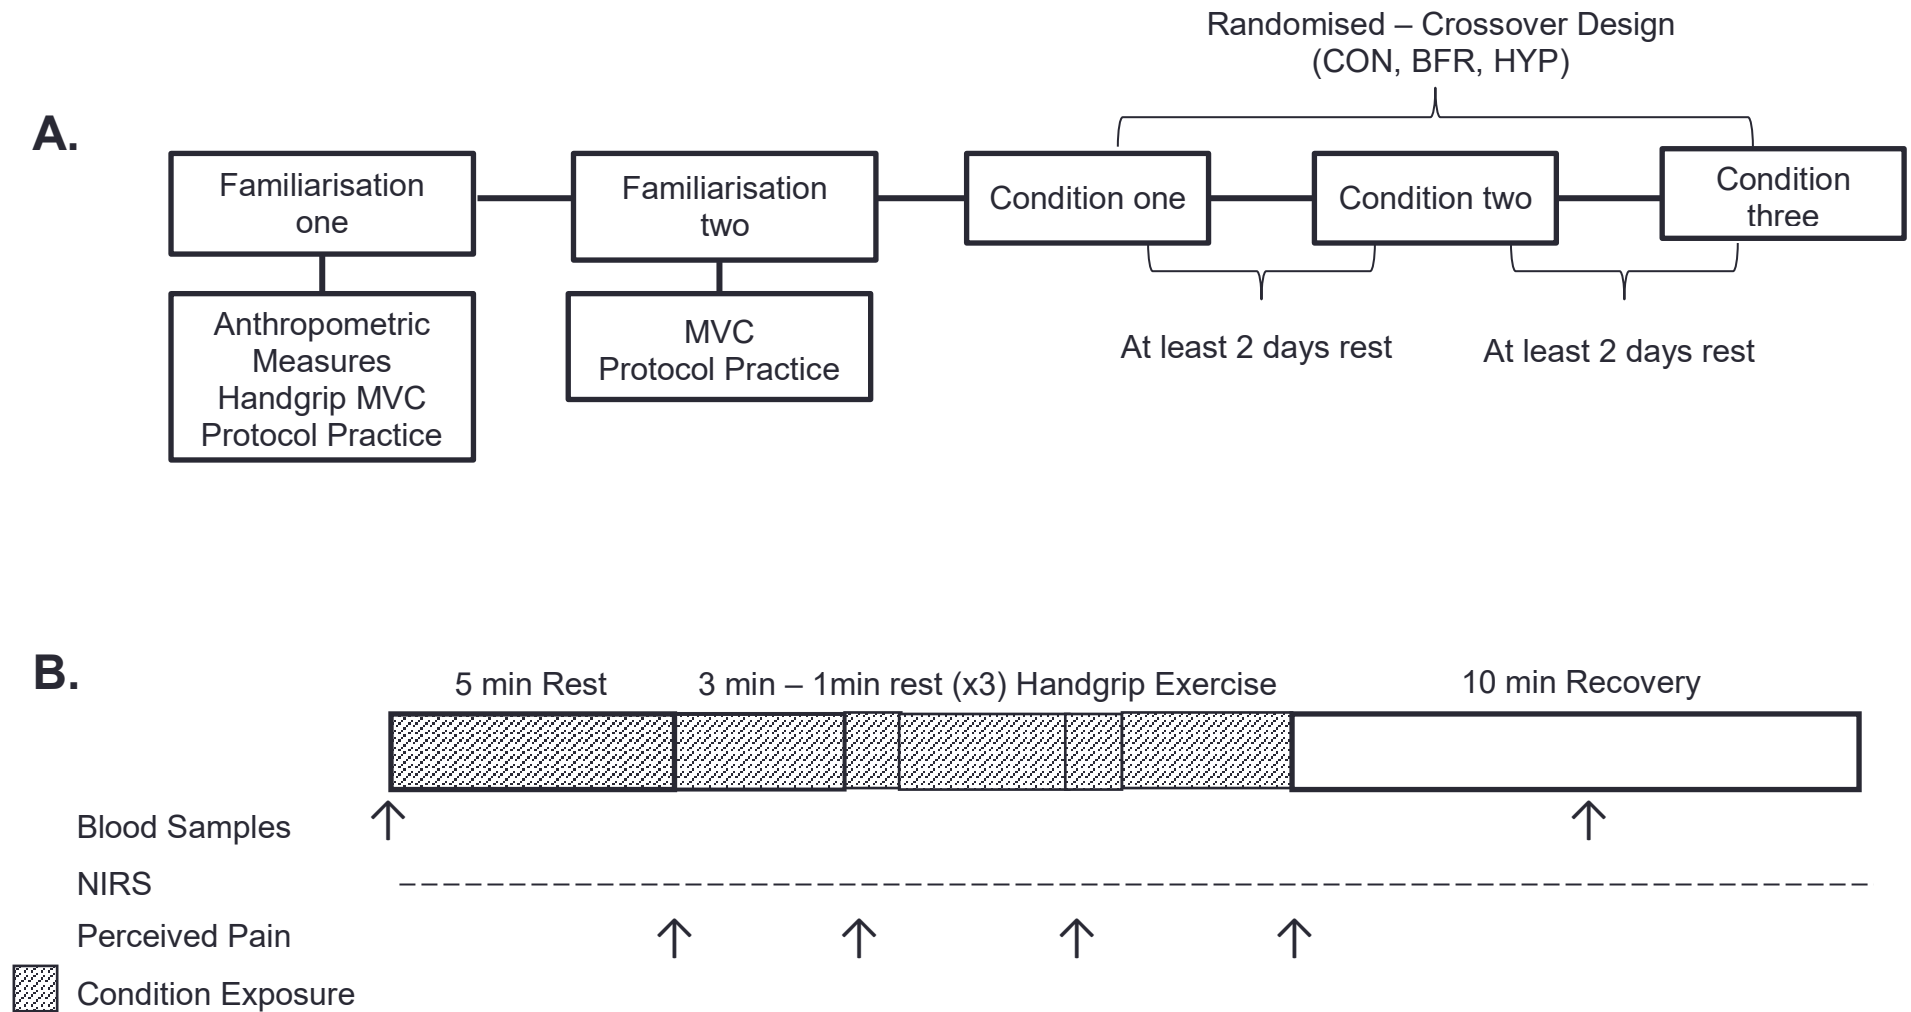 Randomised – Crossover Design
(CON, BFR, HYP)
A.
Familiarisation
one
Familiarisation
two
Condition one
Condition two
Condition
three
Anthropometric
Measures
Handgrip MVC
Protocol Practice
MVC
Protocol Practice
At least 2 days rest
At least 2 days rest
B.
5 min Rest
3 min – 1min rest (x3) Handgrip Exercise
10 min Recovery
Blood Samples
NIRS
Perceived Pain
Condition Exposure